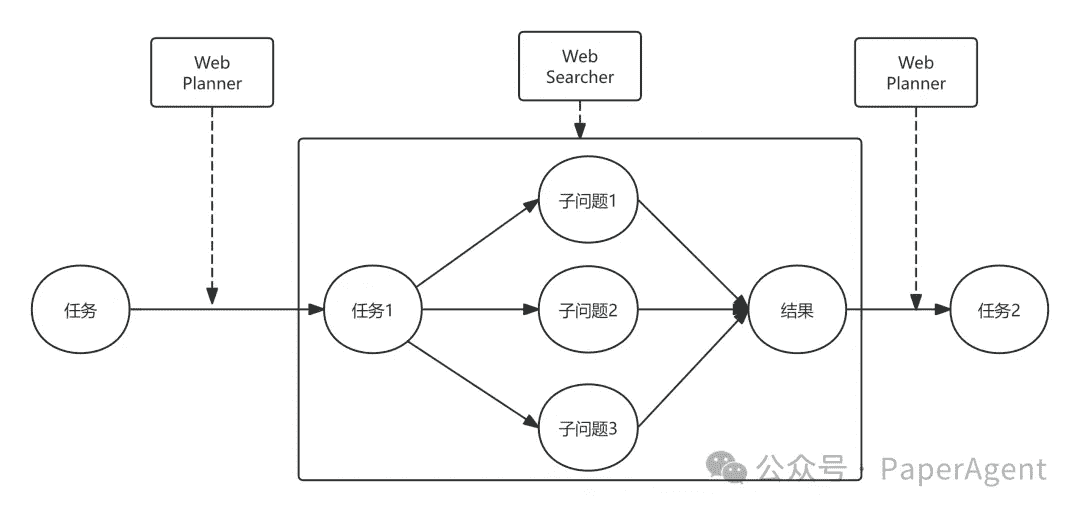 Web
Planner
Web
Searcher
Web
Planner
子问题1
任务
任务1
子问题2
结果
任务2
子问题3
公众号 · PaperAgent